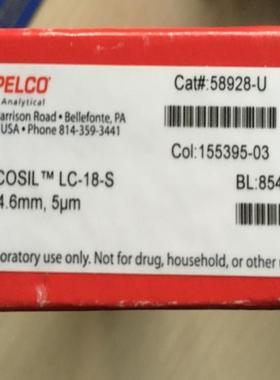 PELCO
Analytical
Cat#:58928-U
arrison Road • Bellefonte, PA
USA • Phone 814-359-3441
Col:155395-03
COSIL™ LC-18-S
BL:854
4.6mm, 5µm
oratory use only. Not for drug, household, or other